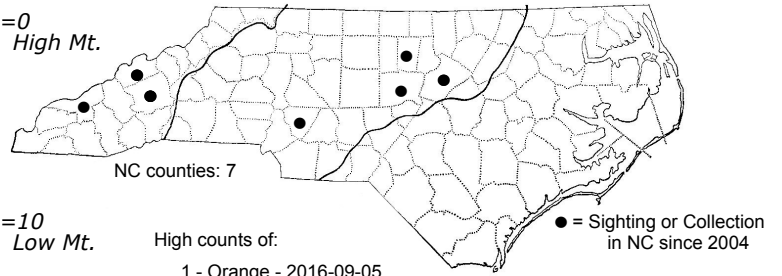 =0
High Mt.
NC counties: 7
=10
Low Mt.
High counts of:
1 - Orange - 2016-09-05
● = Sighting or Collection
in NC since 2004